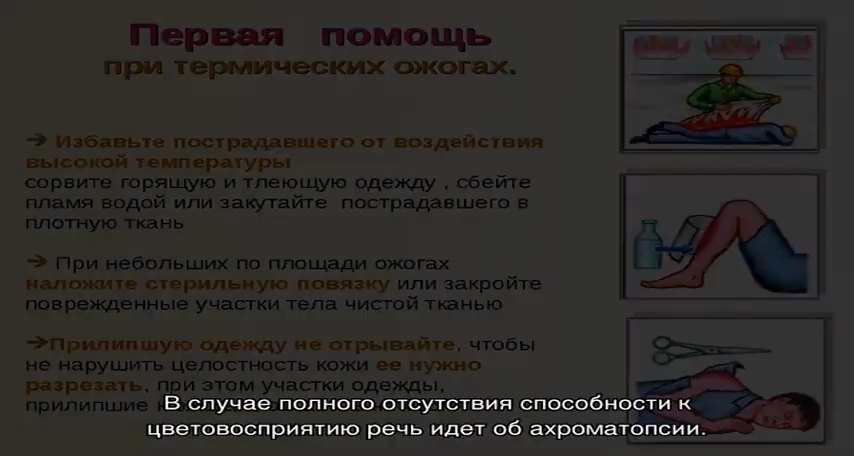 Первая помощь
при термических ожогах.
→ Избавьте пострадавшего от воздействия
высокой температуры
сорвите горящую и тлеющую одежду , сбейте
пламя водой или закутайте пострадавшего в
плотную ткань
→ При небольших по площади ожогах
наложите стерильную повязку или закройте
поврежденные участки тела чистой тканью
→Прилипшую одежду не отрывайте, чтобы
не нарушить целостность кожи ее нужно
разрезать, при этом участки одежды,
прилипшие
В случае полного отсутствия способности к
цветовосприятию речь идет об ахроматопсии.